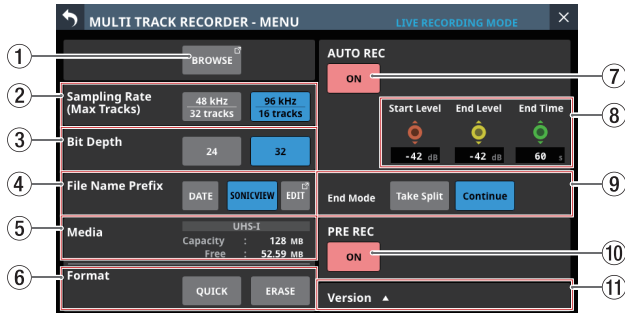 MULTI TRACK RECORDER - MENU
LIVE RECORDING MODE
①
BROWSE
②
Sampling Rate
(Max Tracks)
48 kHz
32 tracks
96 kHz
16 tracks
③
Bit Depth
24
32
④
File Name Prefix
DATE
SONICVIEW
EDIT
⑤
Media
UHS-I
Capacity : 128 MB
Free : 52.59 MB
⑥
Format
QUICK
ERASE
AUTO REC
ON
⑦
Start Level End Level End Time
-42 dB -42 dB 60 s
⑧
End Mode
Take Split
Continue
⑨
PRE REC
ON
⑩
Version ▲
⑪